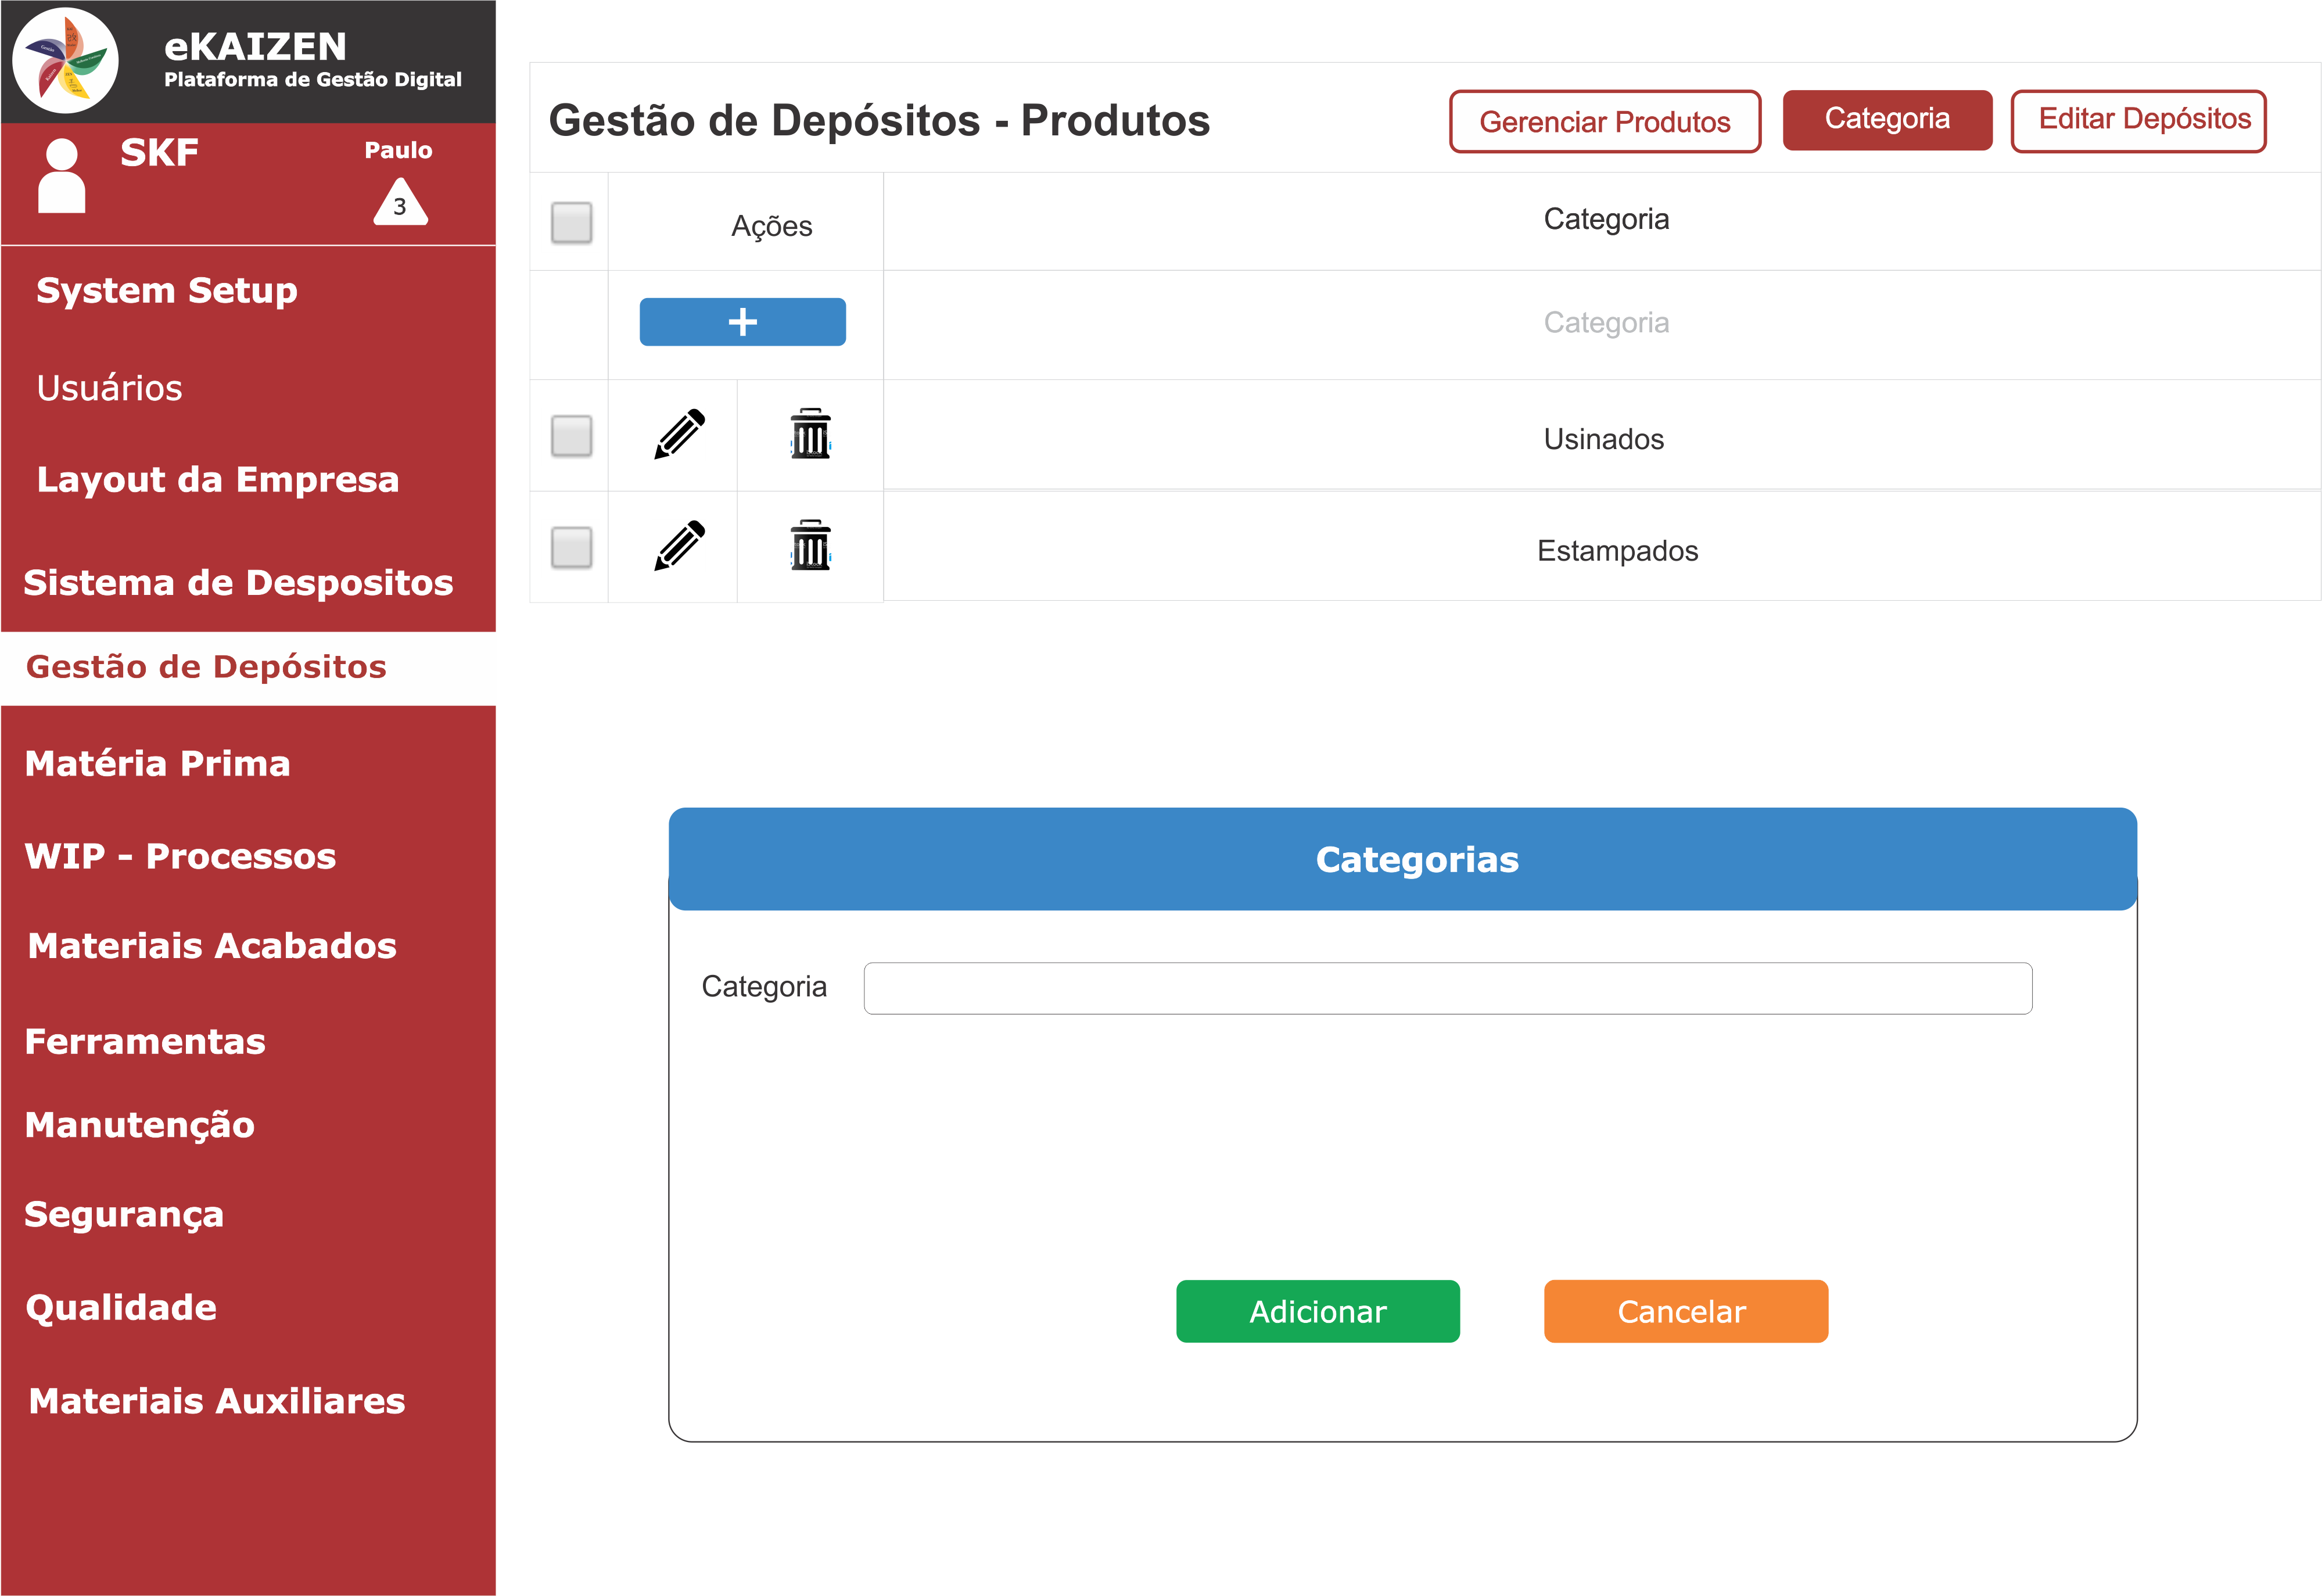 eKAIZEN
Plataforma de Gestão Digital
SKF
Paulo
3
System Setup
Usuários
Layout da Empresa
Sistema de Despositos
Gestão de Depósitos
Matéria Prima
WIP - Processos
Materiais Acabados
Ferramentas
Manutenção
Segurança
Qualidade
Materiais Auxiliares
Gestão de Depósitos - Produtos
Gerenciar Produtos
Categoria
Editar Depósitos
Ações
Categoria
+
Categoria
Usinados
Estampados
Categorias
Categoria
Adicionar
Cancelar